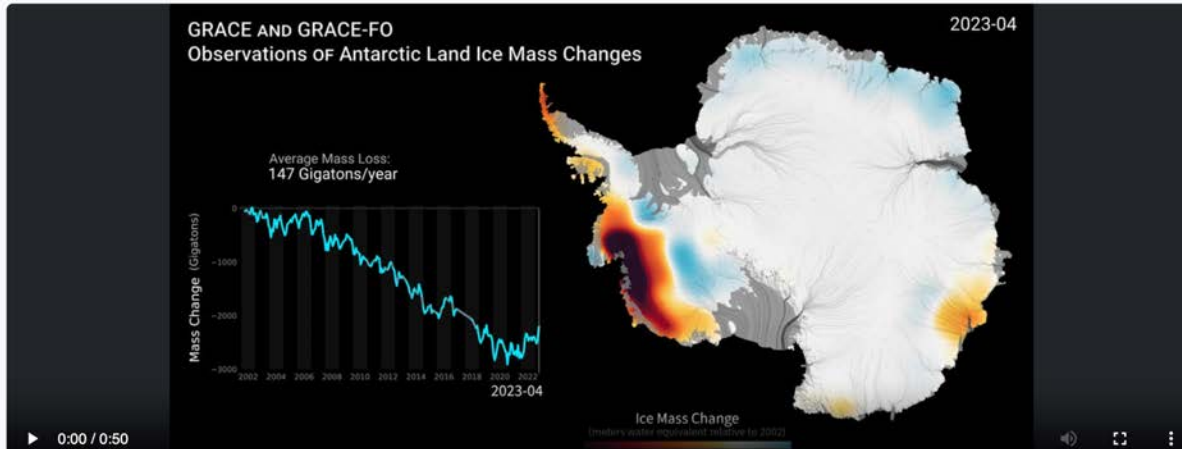 GRACE AND GRACE-FO
Observations OF Antarctic Land Ice Mass Changes
2023-04
Average Mass Loss:
147 Gigatons/year
Mass Change (Gigatons)
0
−1000
−2000
−3000
2002 2004 2006 2008 2010 2012 2014 2016 2018 2020 2022
2023-04
Ice Mass Change
(meters water equivalent relative to 2002)
0:00 / 0:50